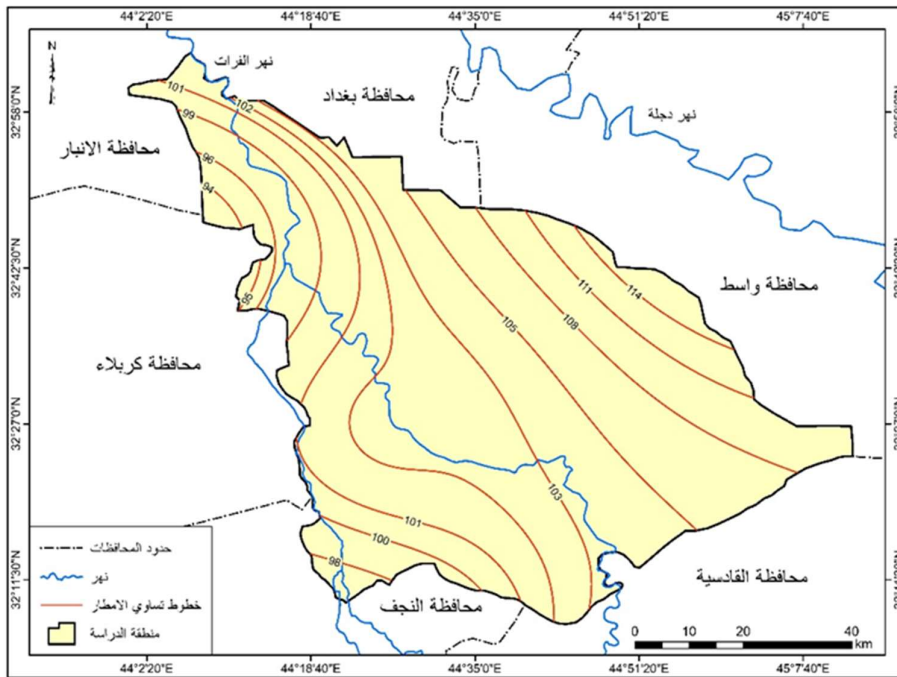 44°2'20"E 44°18'40"E 44°35'0"E 44°51'20"E 45°7'40"E
N
نهر الفرات
محافظة بغداد
نهر دجلة
محافظة الانبار
محافظة واسط
محافظة كربلاء
محافظة القادسية
محافظة النجف
101
102
99
96
94
95
105
108
111
114
103
101
100
98
32°58'0"N
32°42'30"N
32°27'0"N
32°11'30"N
حدود المحافظات
نهر
خطوط تساوي الامطار
منطقة الدراسة
0 10 20 40
km
44°2'20"E 44°18'40"E 44°35'0"E 44°51'20"E 45°7'40"E